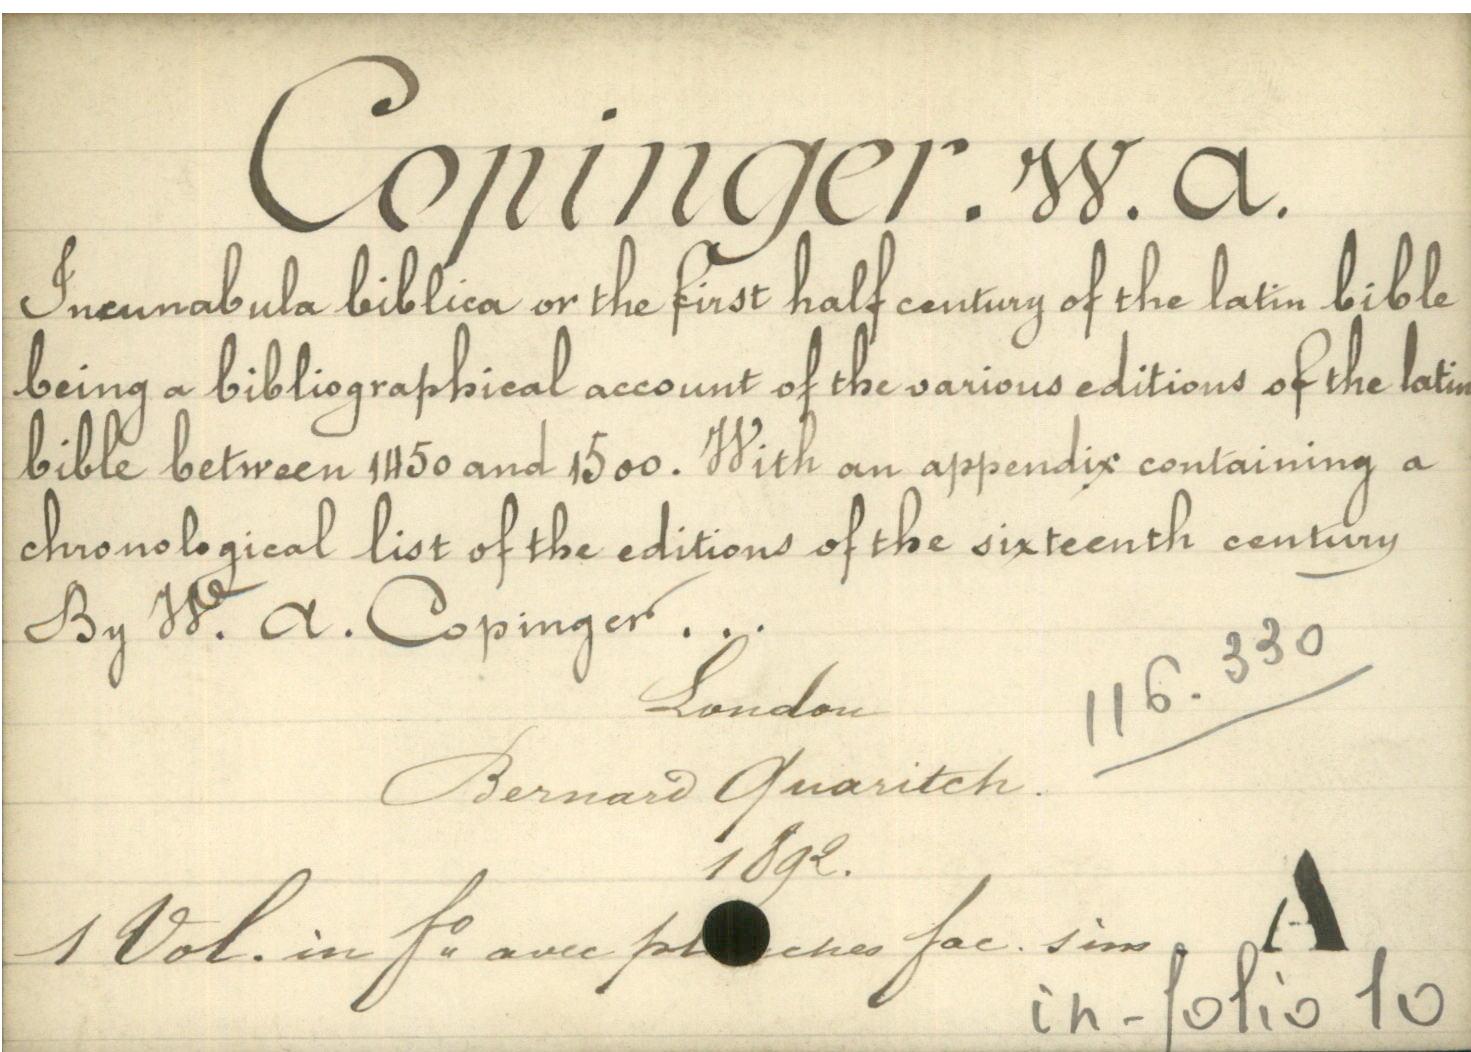 Copinger. W. A.
Incunabula biblica or the first half century of the latin bible
being a bibliographical account of the various editions of the latin
bible between 1450 and 1500. With an appendix containing a
chronological list of the editions of the sixteenth century
By W. A. Copinger . . .
London
116.330
Bernard Quaritch.
1892.
1 Vol. in fº avec planches fac. sim.
A
in-folio 10